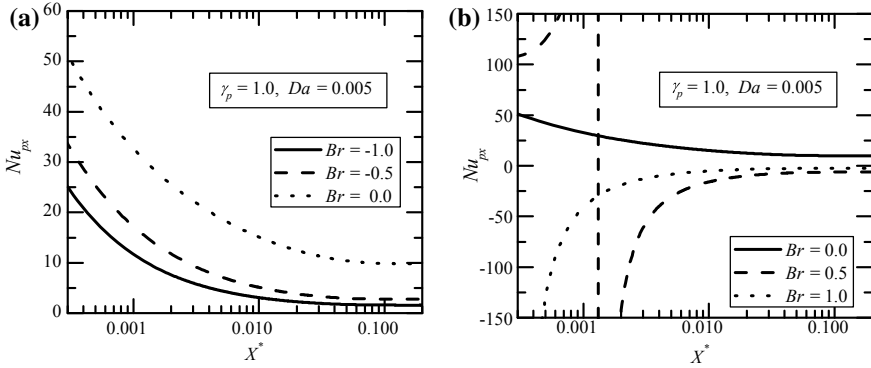 (a)
60
50
40
30
20
10
0
Nu_px
γ_p = 1.0, Da = 0.005
Br = -1.0
Br = -0.5
Br = 0.0
0.001 0.010 0.100
X*
(b)
150
100
50
0
-50
-100
-150
Nu_px
γ_p = 1.0, Da = 0.005
Br = 0.0
Br = 0.5
Br = 1.0
0.001 0.010 0.100
X*